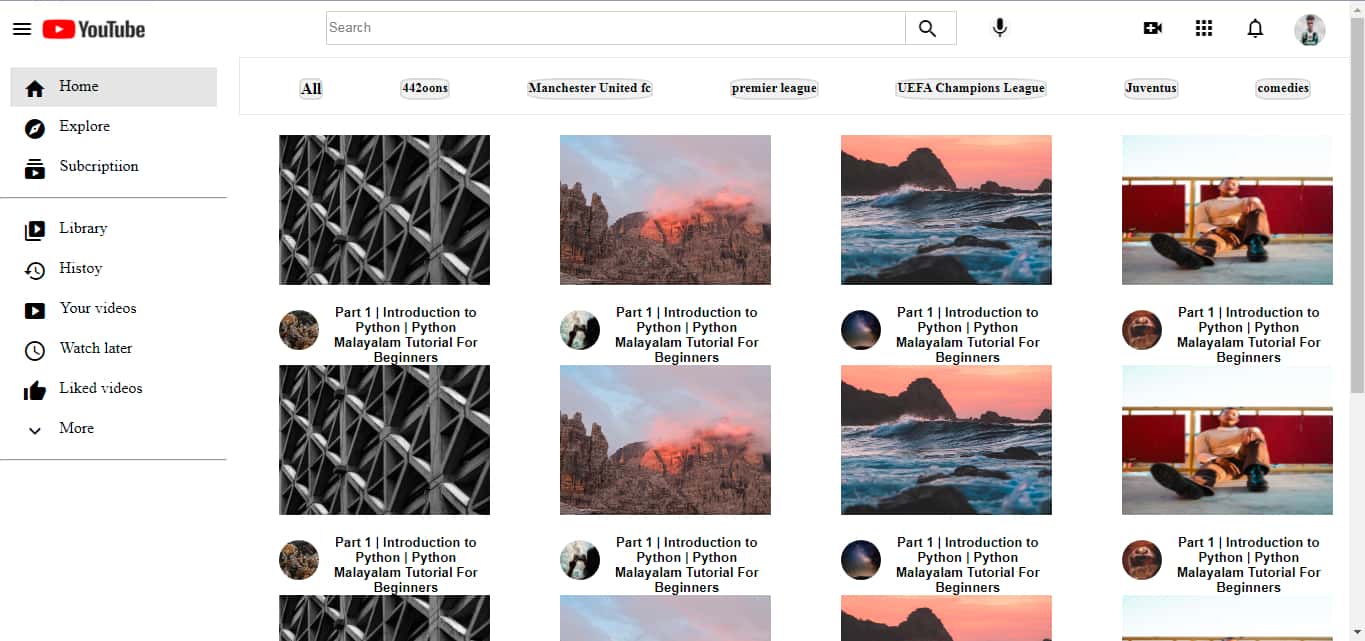 YouTube
Search
Home
Explore
Subcriptiion
Library
Histoy
Your videos
Watch later
Liked videos
More
All 442oons Manchester United fc premier league UEFA Champions League Juventus comedies
Part 1 | Introduction to
Python | Python
Malayalam Tutorial For
Beginners
Part 1 | Introduction to
Python | Python
Malayalam Tutorial For
Beginners
Part 1 | Introduction to
Python | Python
Malayalam Tutorial For
Beginners
Part 1 | Introduction to
Python | Python
Malayalam Tutorial For
Beginners
Part 1 | Introduction to
Python | Python
Malayalam Tutorial For
Beginners
Part 1 | Introduction to
Python | Python
Malayalam Tutorial For
Beginners
Part 1 | Introduction to
Python | Python
Malayalam Tutorial For
Beginners
Part 1 | Introduction to
Python | Python
Malayalam Tutorial For
Beginners